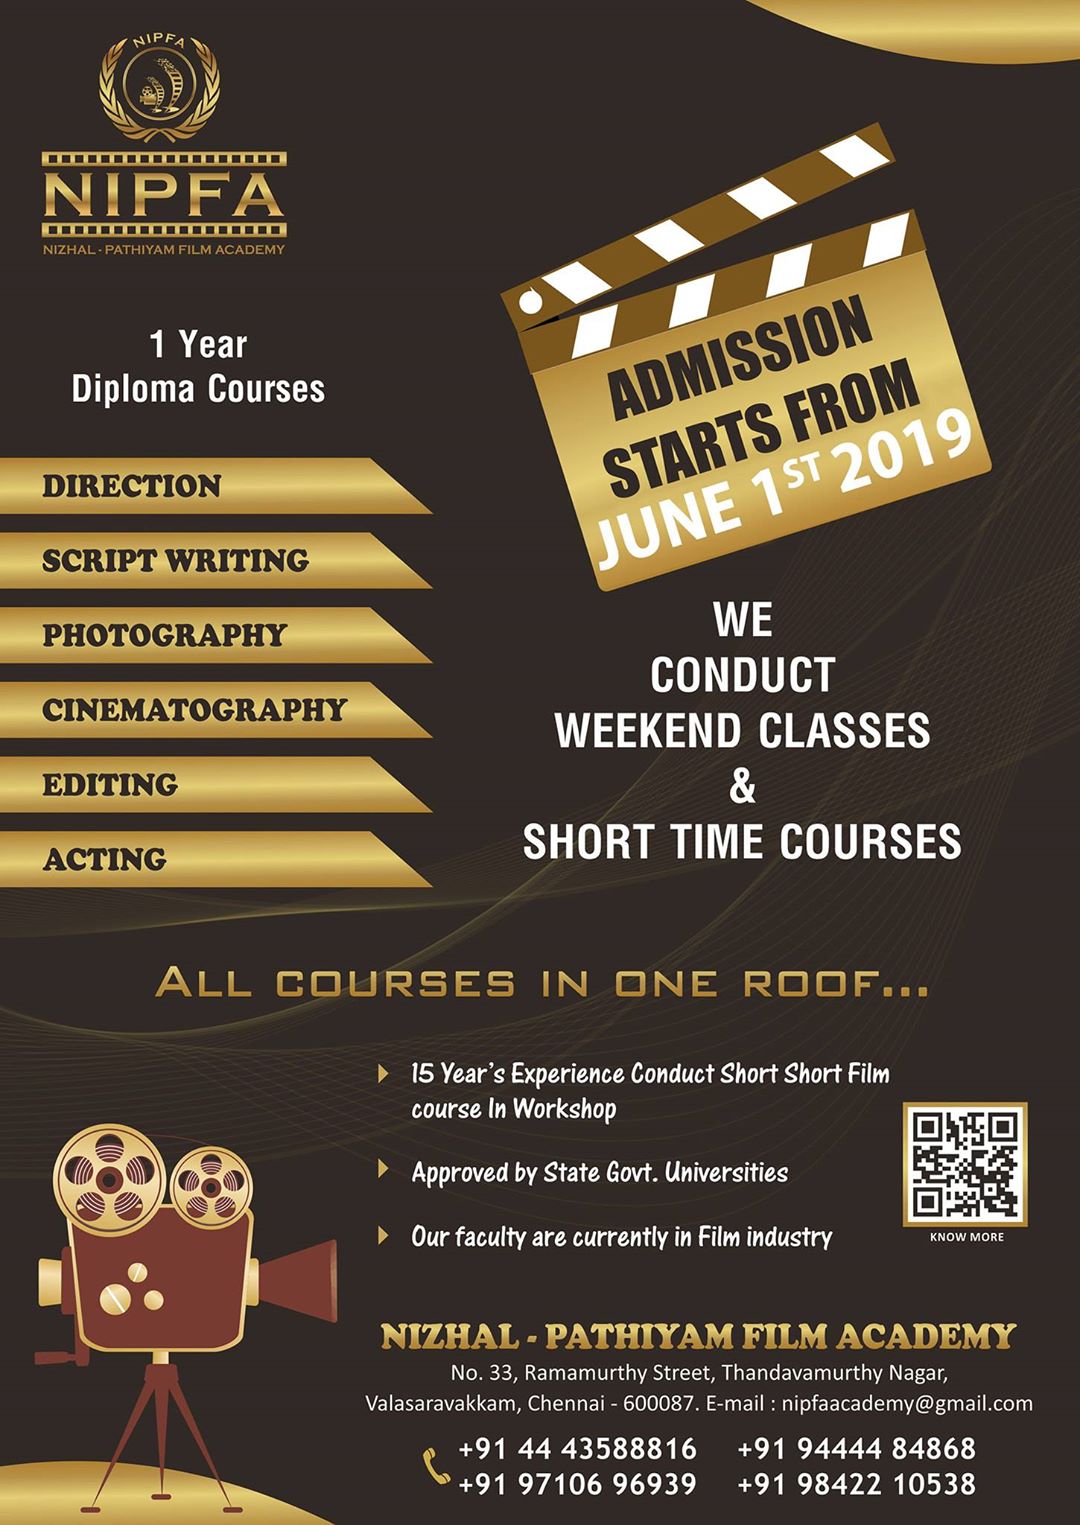 NIPFA
NIPFA
NIZHAL - PATHIYAM FILM ACADEMY
1 Year
Diploma Courses
DIRECTION
SCRIPT WRITING
PHOTOGRAPHY
CINEMATOGRAPHY
EDITING
ACTING
ADMISSION
STARTS FROM
JUNE 1ST 2019
WE
CONDUCT
WEEKEND CLASSES
&
SHORT TIME COURSES
ALL COURSES IN ONE ROOF...
15 Year's Experience Conduct Short Short Film
course In Workshop
Approved by State Govt. Universities
Our faculty are currently in Film industry
KNOW MORE
NIZHAL - PATHIYAM FILM ACADEMY
No. 33, Ramamurthy Street, Thandavamurthy Nagar,
Valasaravakkam, Chennai - 600087. E-mail : nipfaacademy@gmail.com
+91 44 43588816 +91 94444 84868
+91 97106 96939 +91 98422 10538